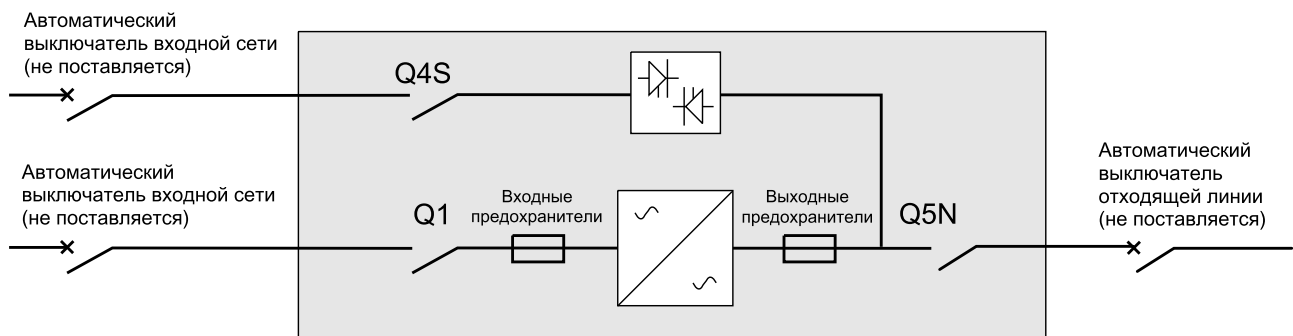 Автоматический
выключатель входной сети
(не поставляется)
Q4S
Автоматический
выключатель входной сети
(не поставляется)
Q1
Входные
предохранители
Выходные
предохранители
Q5N
Автоматический
выключатель
отходящей линии
(не поставляется)